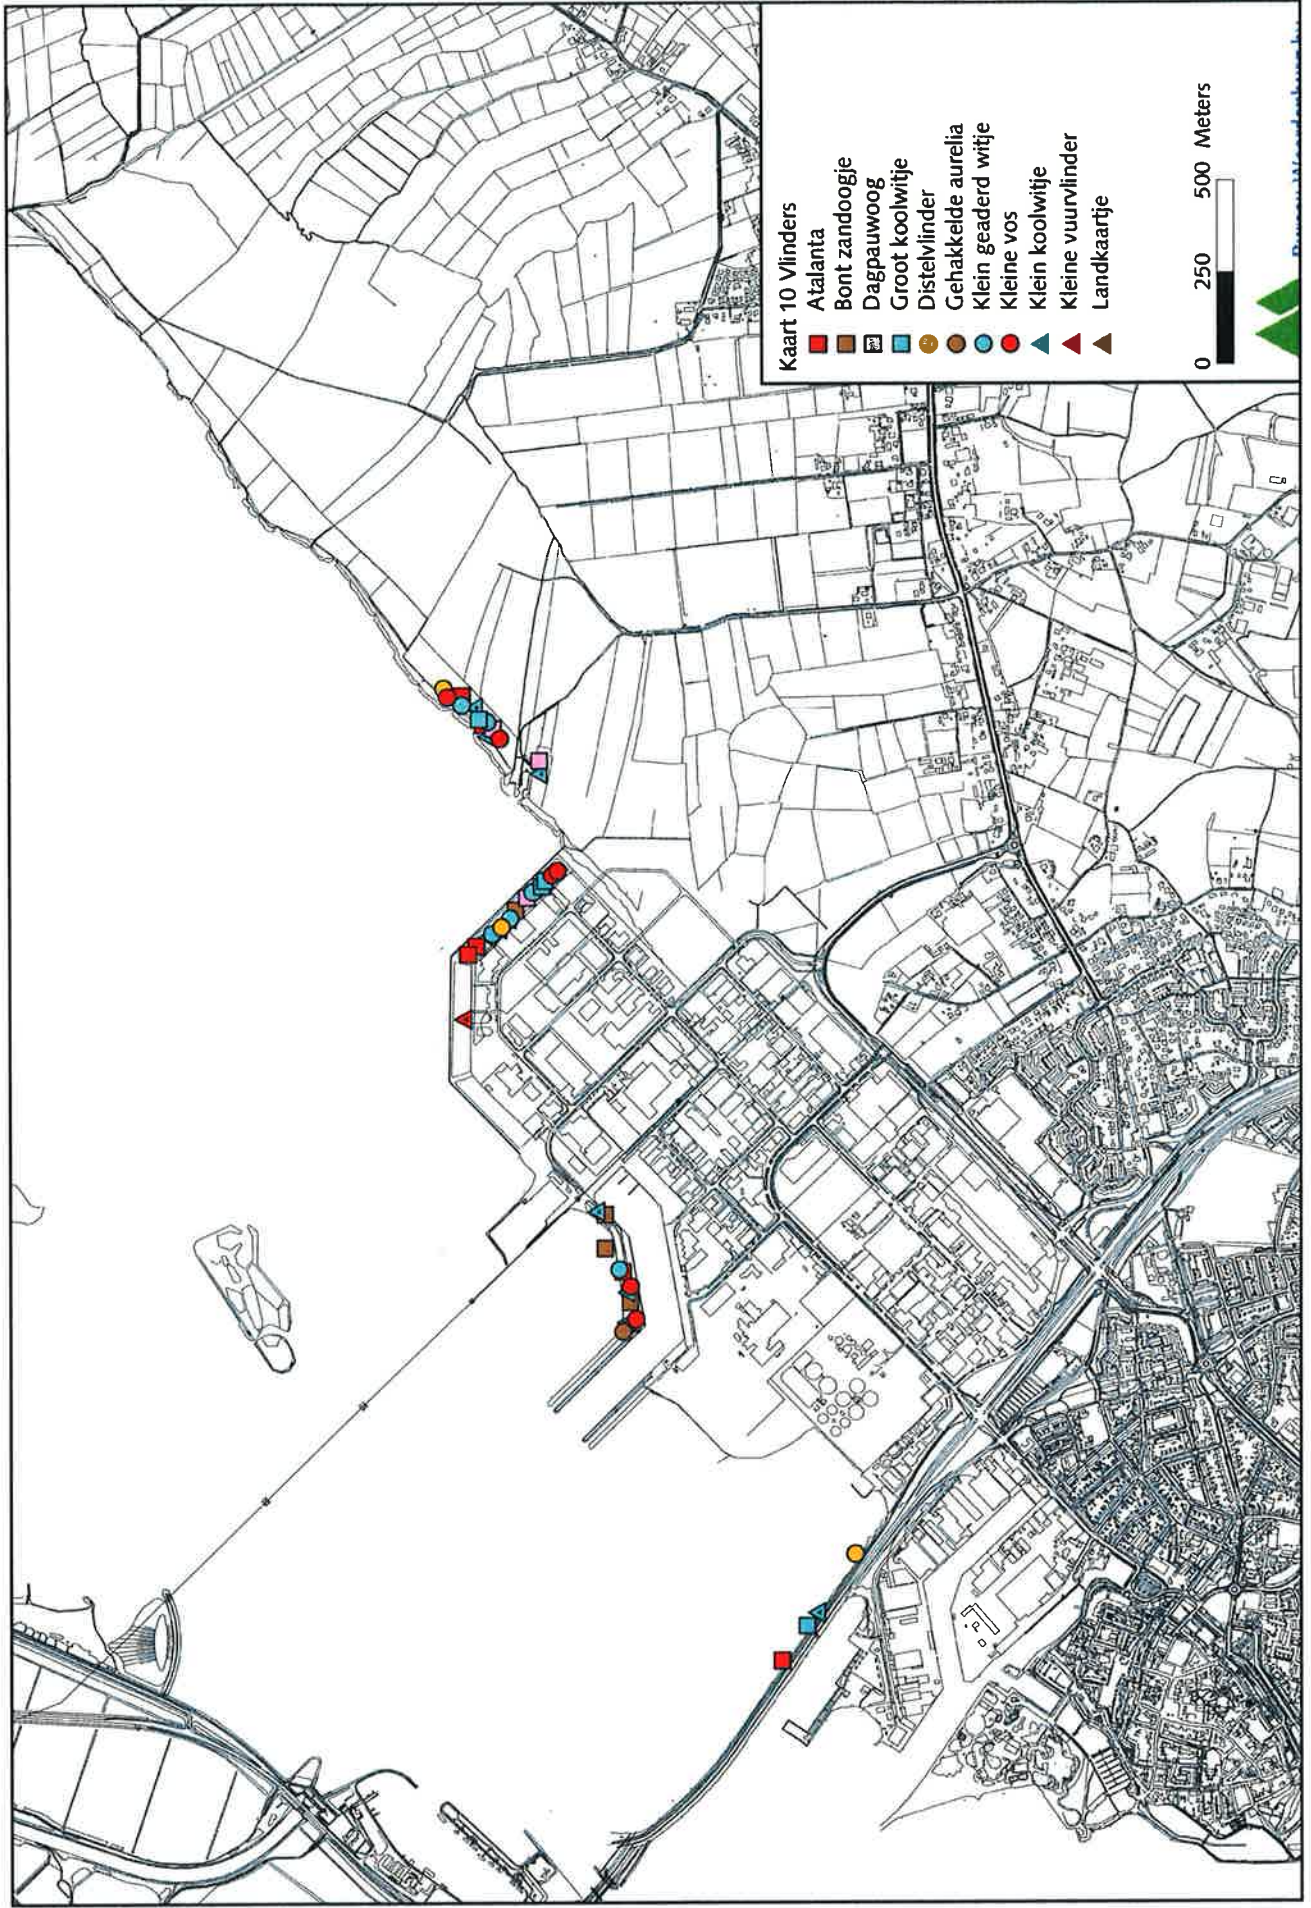 Kaart 10 Vlinders
Atalanta
Bont zandoogje
Dagpauwoog
Groot koolwitje
Distelvlinder
Gehakkelde aurelia
Klein geaderd witje
Kleine vos
Klein koolwitje
Kleine vuurvlinder
Landkaartje
0 250 500 Meters